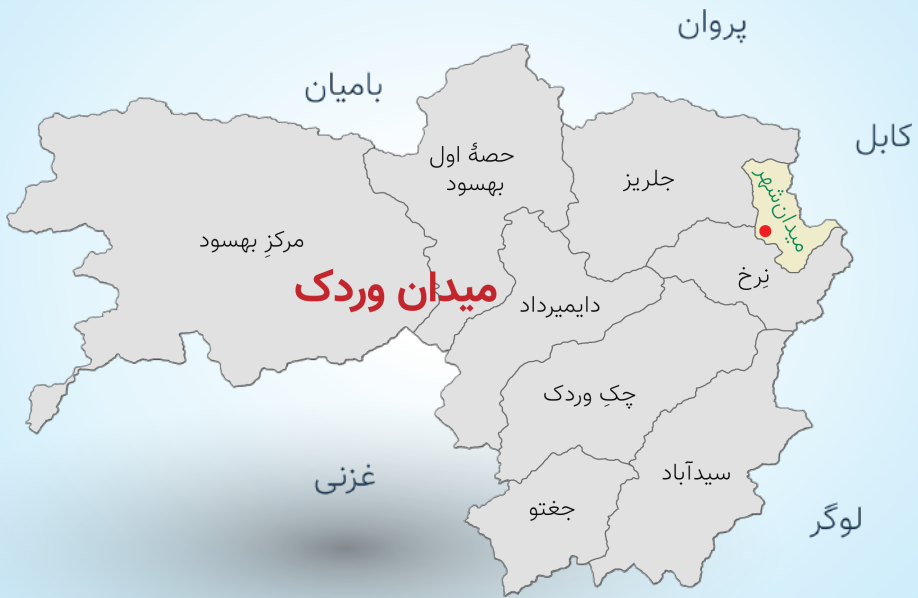 پروان
بامیان
کابل
حصهٔ اول
بهسود
جلریز
میدان‌شهر
مرکزِ بهسود
نِرخ
میدان وردک
دایمیرداد
چکِ وردک
سیدآباد
غزنی
جغتو
لوگر